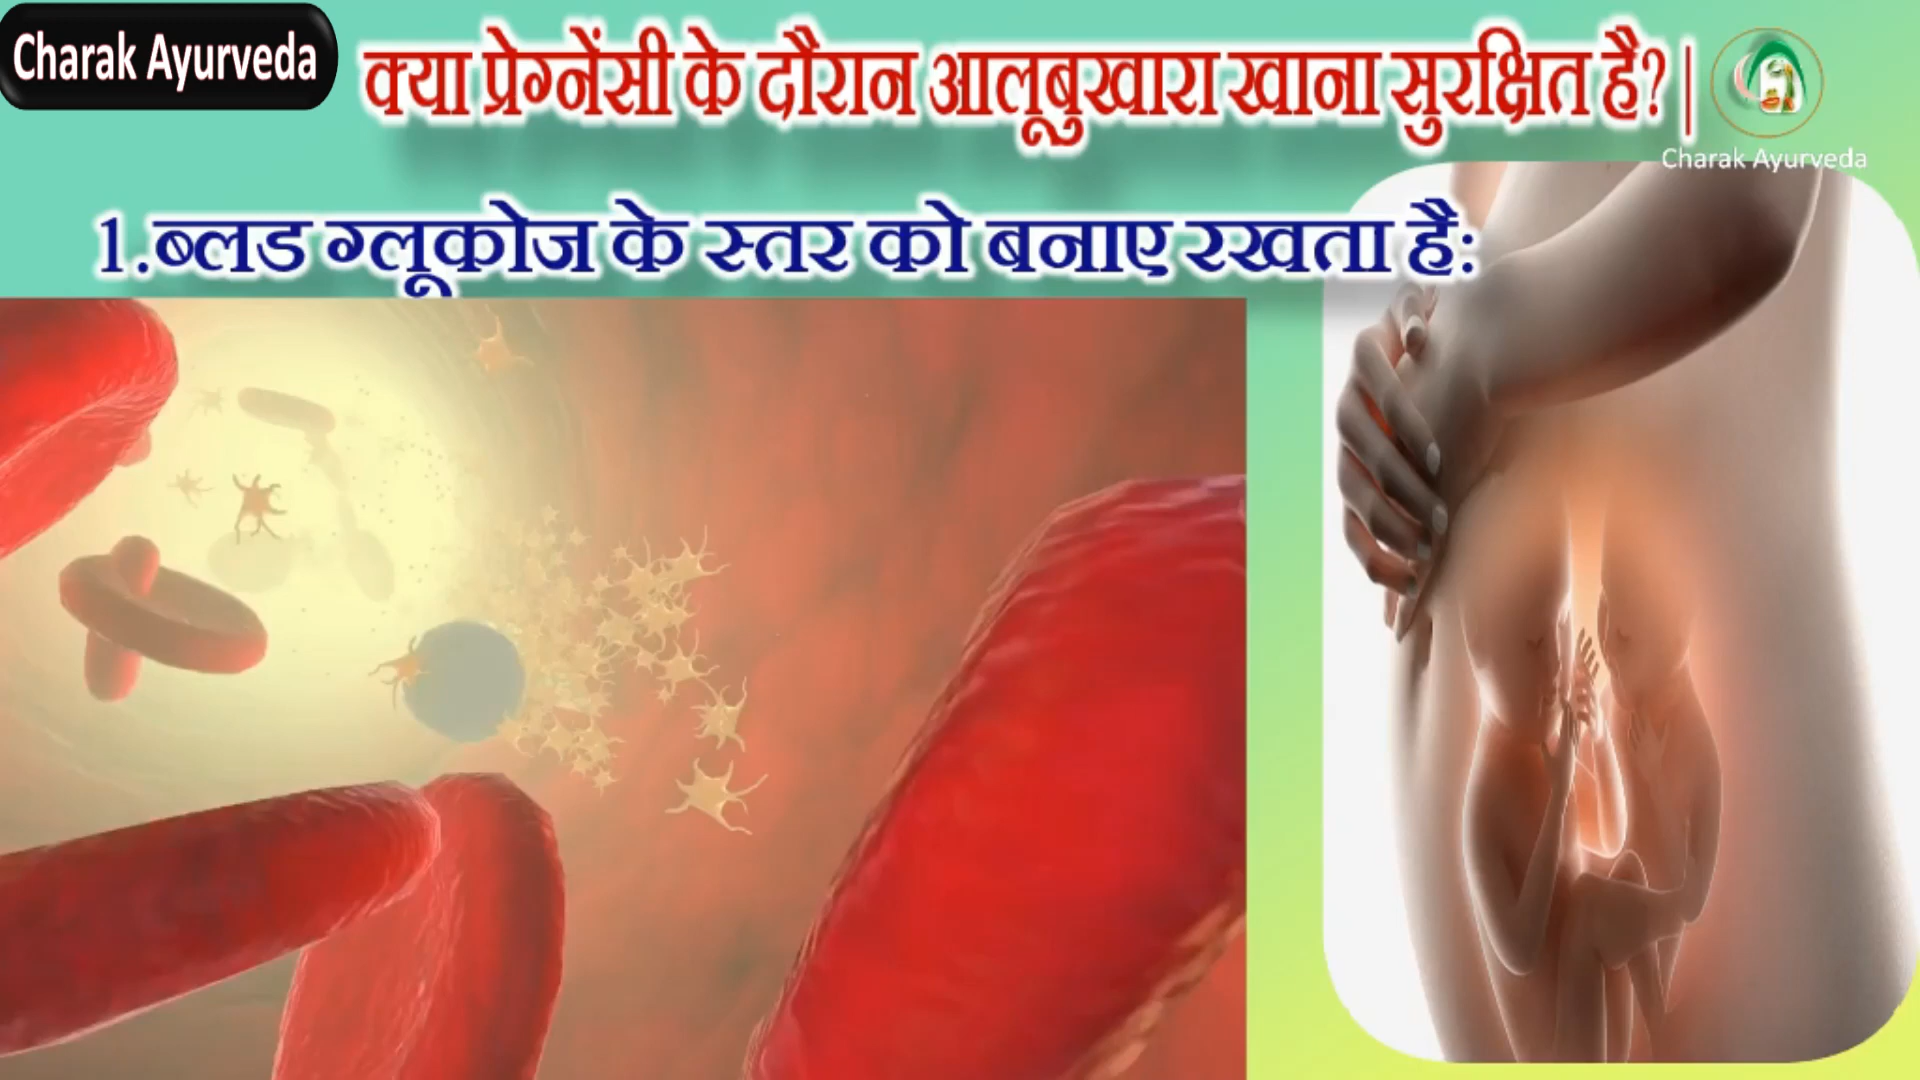 Charak Ayurveda
क्या प्रेग्नेंसी के दौरान आलूबुखारा खाना सुरक्षित है? |
Charak Ayurveda
1.ब्लड ग्लूकोज के स्तर को बनाए रखता है: